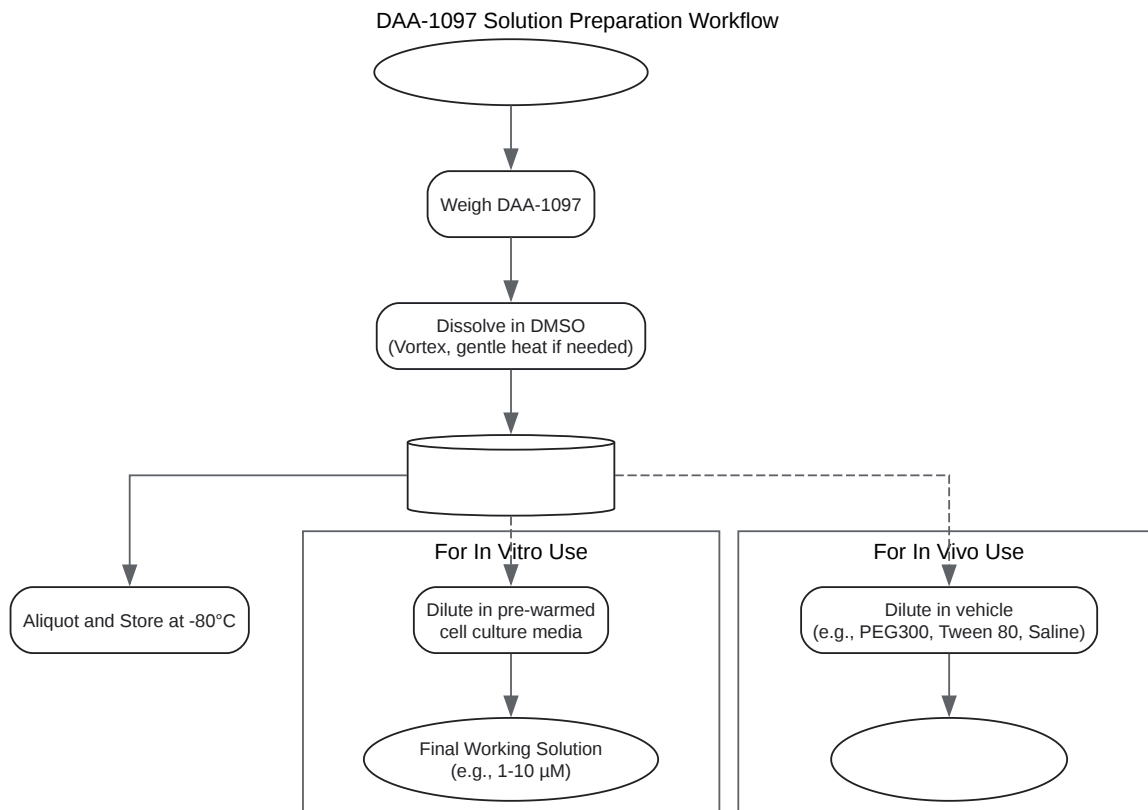 DAA-1097 Solution Preparation Workflow
Weigh DAA-1097
Dissolve in DMSO
(Vortex, gentle heat if needed)
For In Vitro Use
For In Vivo Use
Aliquot and Store at -80°C
Dilute in pre-warmed
cell culture media
Dilute in vehicle
(e.g., PEG300, Tween 80, Saline)
Final Working Solution
(e.g., 1-10 µM)